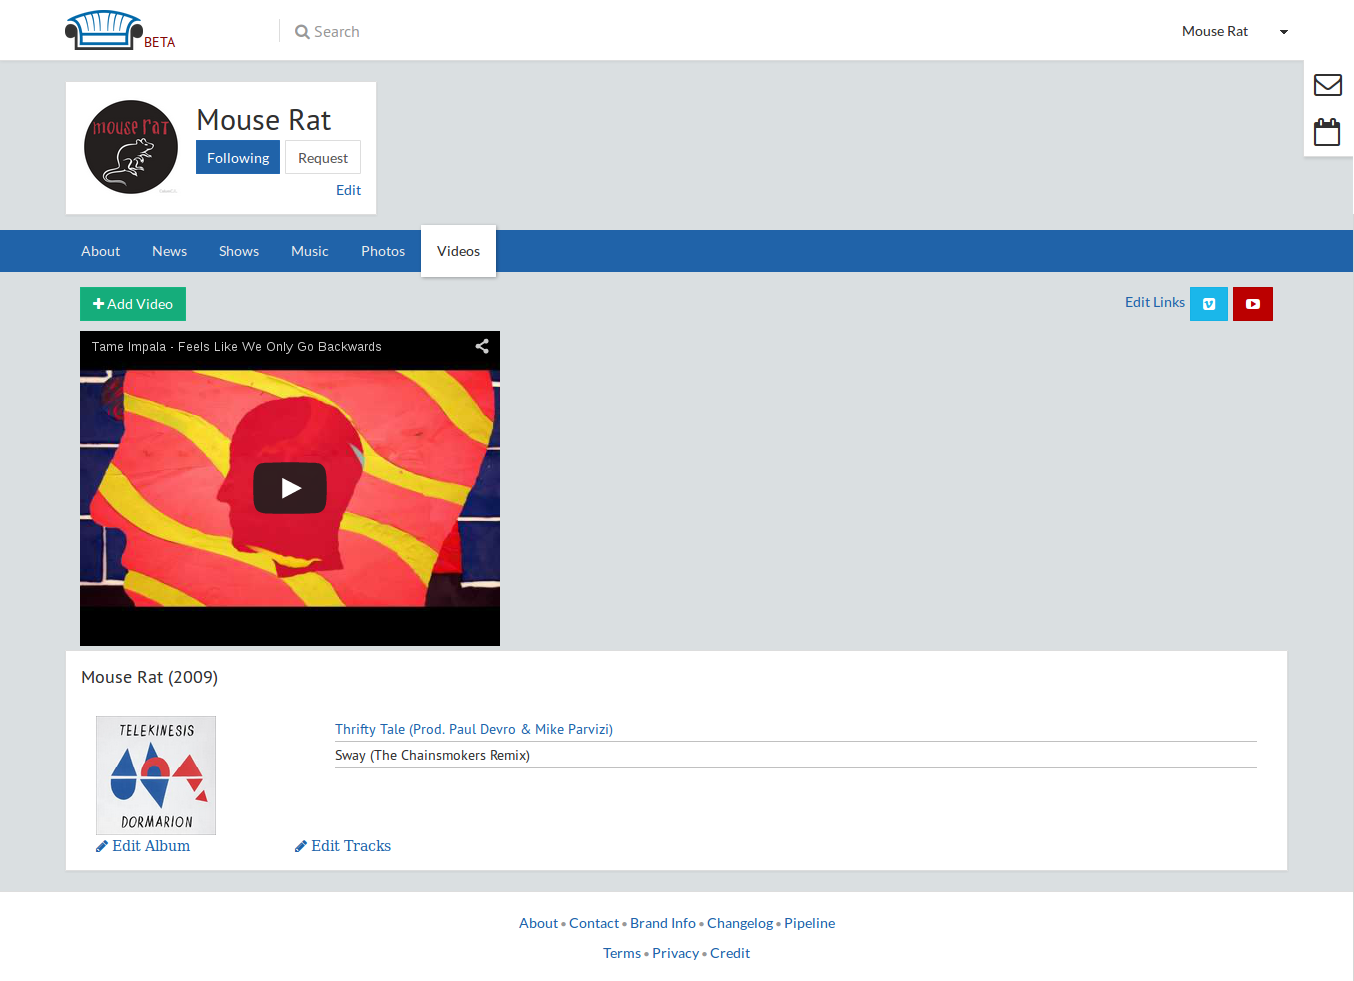 BETA
Search
Mouse Rat
mouse rat
Mouse Rat
Following
Request
Edit
About
News
Shows
Music
Photos
Videos
Add Video
Edit Links
Tame Impala - Feels Like We Only Go Backwards
Mouse Rat (2009)
TELEKINESIS
DORMARION
Thrifty Tale (Prod. Paul Devro & Mike Parvizi)
Sway (The Chainsmokers Remix)
Edit Album
Edit Tracks
About • Contact • Brand Info • Changelog • Pipeline
Terms • Privacy • Credit